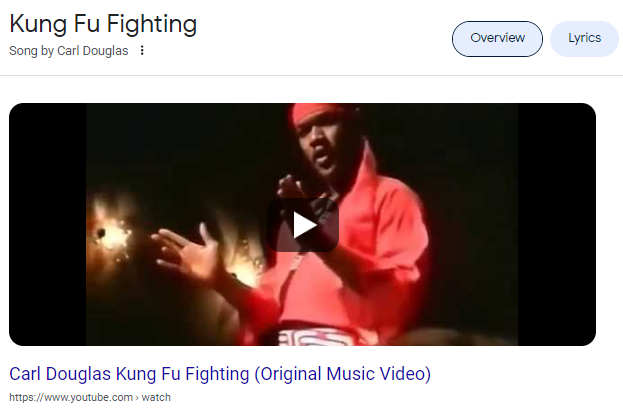 Kung Fu Fighting
Song by Carl Douglas
Overview
Lyrics
Carl Douglas Kung Fu Fighting (Original Music Video)
https://www.youtube.com › watch